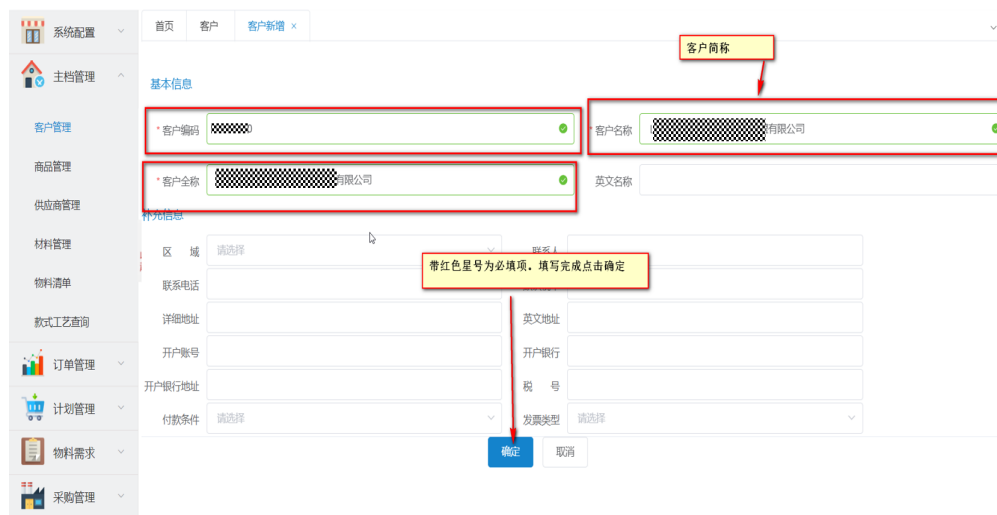 系统配置
首页
客户
客户新增 ×
客户简称
主档管理
基本信息
客户管理
* 客户编码
* 客户名称
有限公司
商品管理
* 客户全称
有限公司
英文名称
供应商管理
补充信息
材料管理
区 域
请选择
联系人
带红色星号为必填项。填写完成点击确定
物料清单
联系电话
款式工艺查询
详细地址
英文地址
订单管理
开户账号
开户银行
开户银行地址
税 号
计划管理
付款条件
请选择
发票类型
请选择
物料需求
确定
取消
采购管理